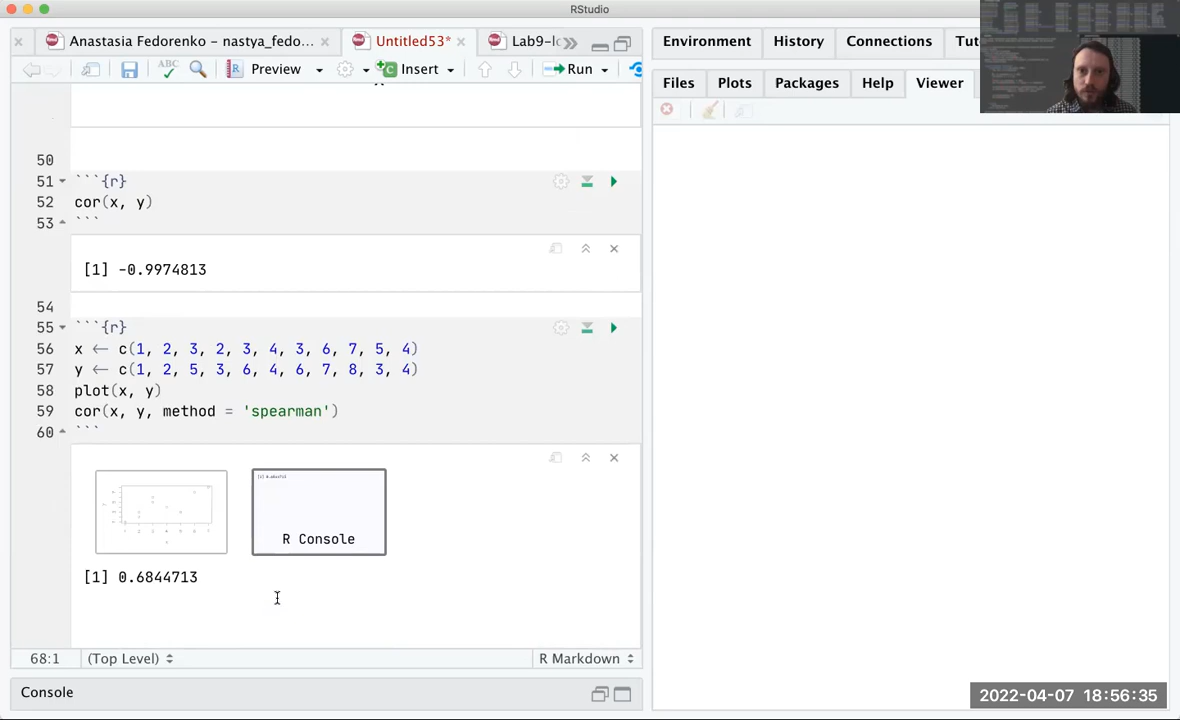 RStudio
Anastasia Fedorenko – nastya_fedo...
Untitled53*
Lab9-lo
Preview
Insert
Run
50
51 ```{r}
52 cor(x, y)
53 ```
[1] -0.9974813
54
55 ```{r}
56 x <- c(1, 2, 3, 2, 3, 4, 3, 6, 7, 5, 4)
57 y <- c(1, 2, 5, 3, 6, 4, 6, 7, 8, 3, 4)
58 plot(x, y)
59 cor(x, y, method = 'spearman')
60 ```
R Console
[1] 0.6844713
68:1 (Top Level) R Markdown
Console
Environment History Connections Tut
Files Plots Packages Help Viewer
2022-04-07 18:56:35